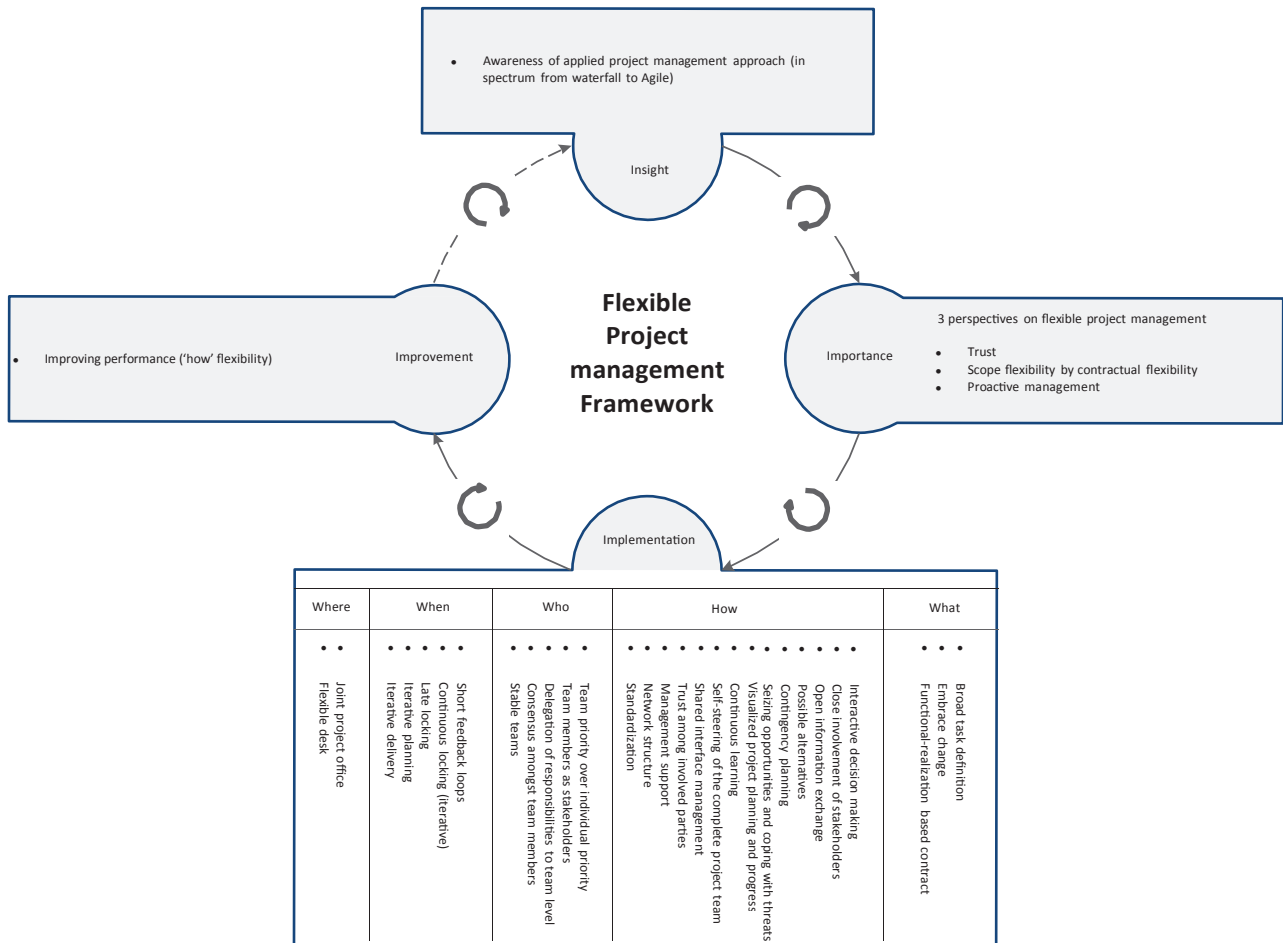 Awareness of applied project management approach (in
spectrum from waterfall to Agile)
Insight
Flexible
Project
management
Framework
Improving performance (‘how’ flexibility)
Improvement
Importance
3 perspectives on flexible project management
Trust
Scope flexibility by contractual flexibility
Proactive management
Implementation
Where
When
Who
How
What
Joint project office
Flexible desk
Short feedback loops
Continuous locking (iterative)
Late locking
Iterative planning
Iterative delivery
Team priority over individual priority
Team members as stakeholders
Delegation of responsibilities to team level
Consensus amongst team members
Stable teams
Interactive decision making
Close involvement of stakeholders
Open information exchange
Possible alternatives
Contingency planning
Seizing opportunities and coping with threats
Visualized project planning and progress
Continuous learning
Self-steering of the complete project team
Shared interface management
Trust among involved parties
Management support
Network structure
Standardization
Broad task definition
Embrace change
Functional-realization based contract